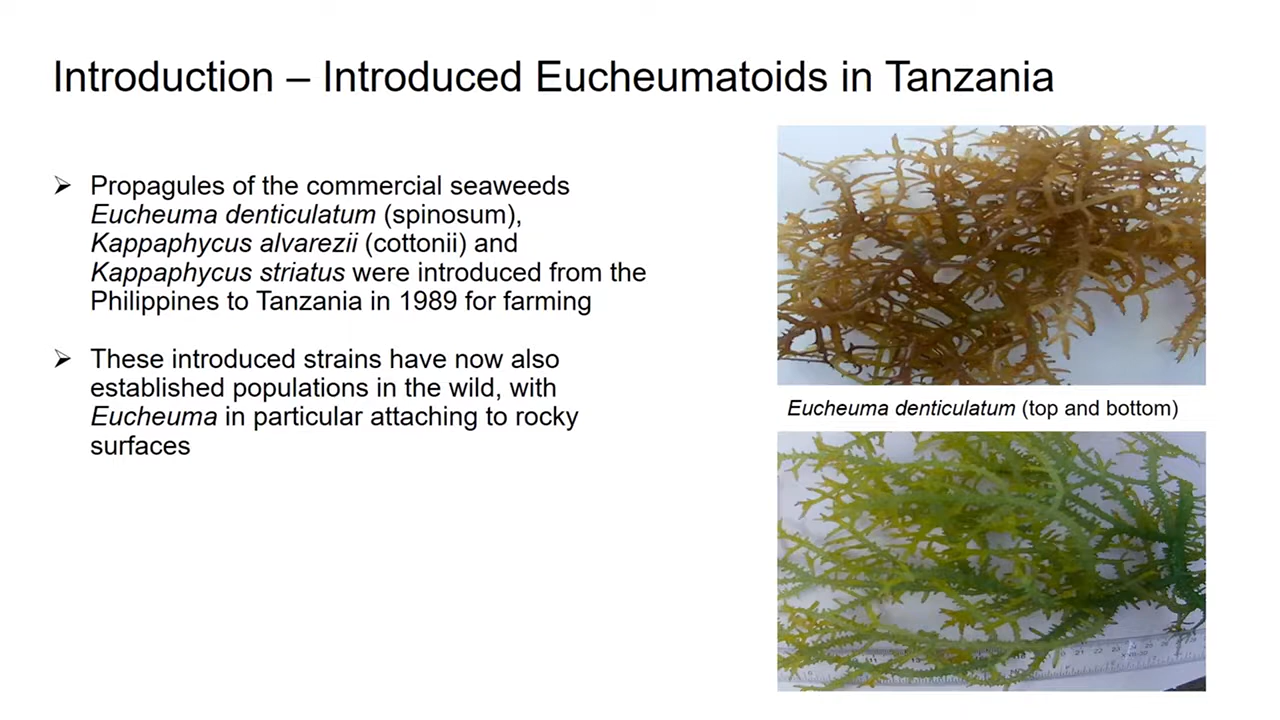 Introduction – Introduced Eucheumatoids in Tanzania
Propagules of the commercial seaweeds
Eucheuma denticulatum (spinosum),
Kappaphycus alvarezii (cottonii) and
Kappaphycus striatus were introduced from the
Philippines to Tanzania in 1989 for farming
These introduced strains have now also
established populations in the wild, with
Eucheuma in particular attaching to rocky
surfaces
Eucheuma denticulatum (top and bottom)